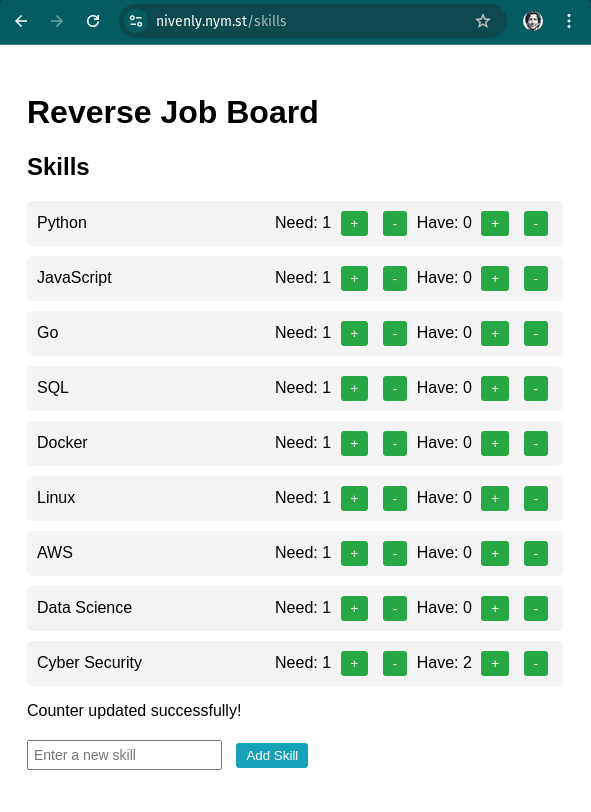 nivenly.nym.st/skills
Reverse Job Board
Skills
Python Need: 1 + - Have: 0 + -
JavaScript Need: 1 + - Have: 0 + -
Go Need: 1 + - Have: 0 + -
SQL Need: 1 + - Have: 0 + -
Docker Need: 1 + - Have: 0 + -
Linux Need: 1 + - Have: 0 + -
AWS Need: 1 + - Have: 0 + -
Data Science Need: 1 + - Have: 0 + -
Cyber Security Need: 1 + - Have: 2 + -
Counter updated successfully!
Enter a new skill Add Skill